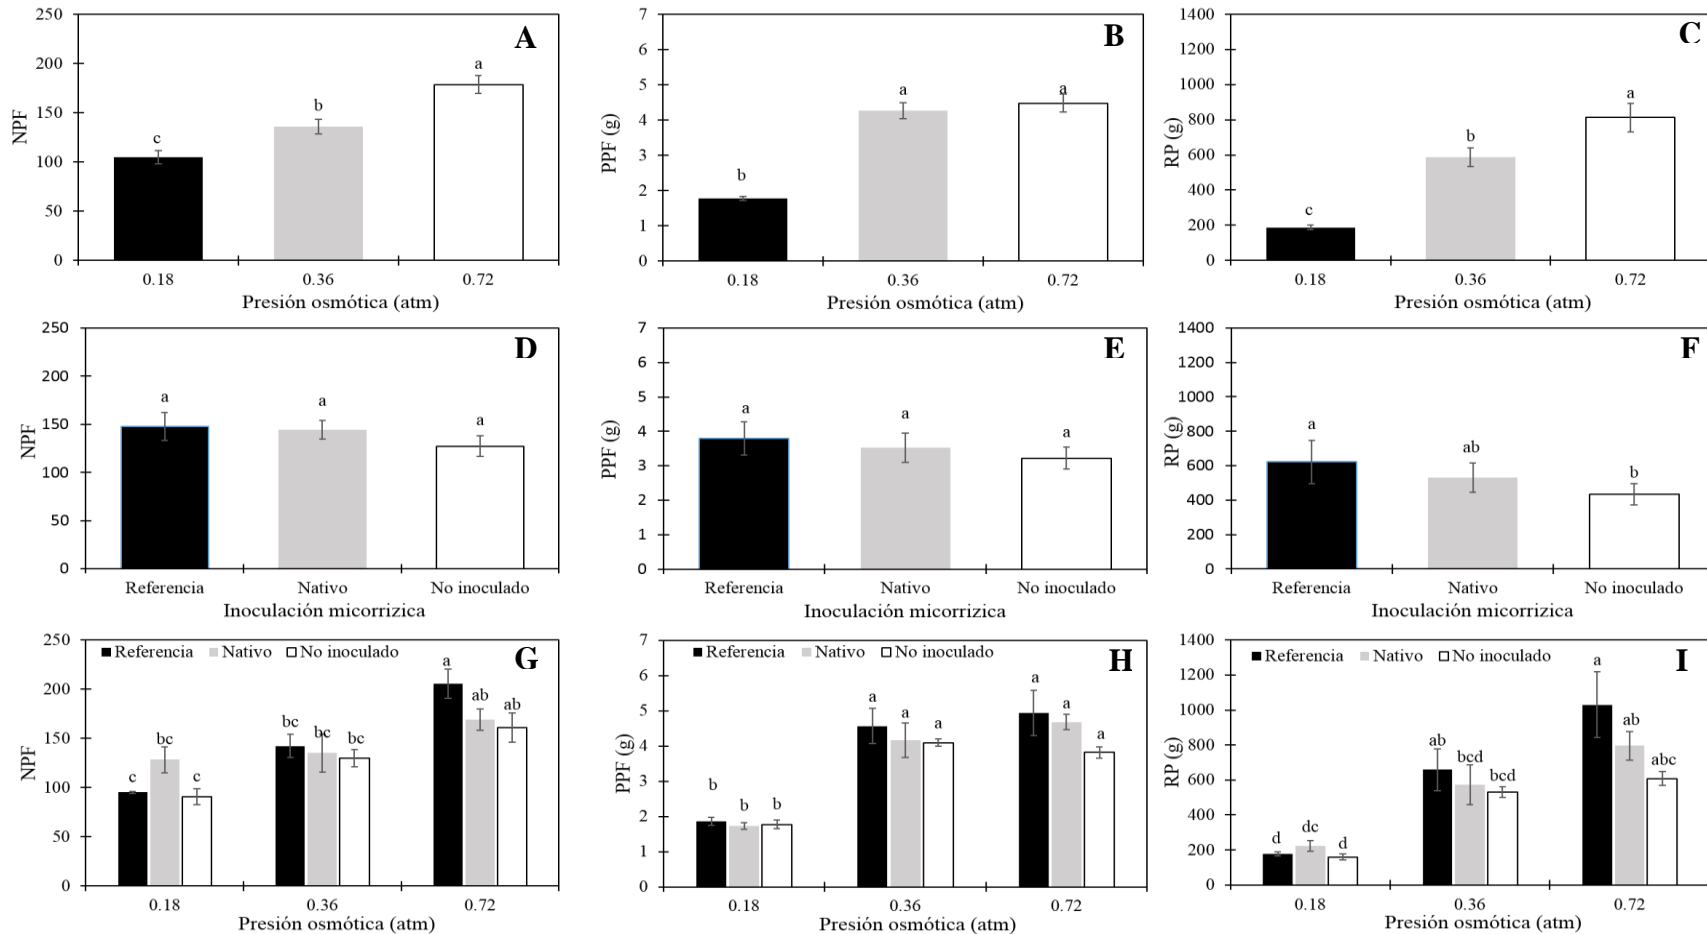 A
NPF
250
200
150
100
50
0
c
b
a
0.18 0.36 0.72
Presión osmótica (atm)
B
PPF (g)
7
6
5
4
3
2
1
0
b
a
a
0.18 0.36 0.72
Presión osmótica (atm)
C
RP (g)
1400
1200
1000
800
600
400
200
0
c
b
a
0.18 0.36 0.72
Presión osmótica (atm)
D
NPF
250
200
150
100
50
0
a
a
a
Referencia Nativo No inoculado
Inoculación micorrizica
E
PPF (g)
7
6
5
4
3
2
1
0
a
a
a
Referencia Nativo No inoculado
Inoculación micorrizica
F
RP (g)
1400
1200
1000
800
600
400
200
0
a
ab
b
Referencia Nativo No inoculado
Inoculación micorrizica
Referencia Nativo No inoculado
G
NPF
250
200
150
100
50
0
c bc c
bc bc bc
a ab ab
0.18 0.36 0.72
Presión osmótica (atm)
Referencia Nativo No inoculado
H
PPF (g)
7
6
5
4
3
2
1
0
b b b
a a a
a a a
0.18 0.36 0.72
Presión osmótica (atm)
Referencia Nativo No inoculado
I
RP (g)
1400
1200
1000
800
600
400
200
0
d dc d
ab bcd bcd
a ab abc
0.18 0.36 0.72
Presión osmótica (atm)